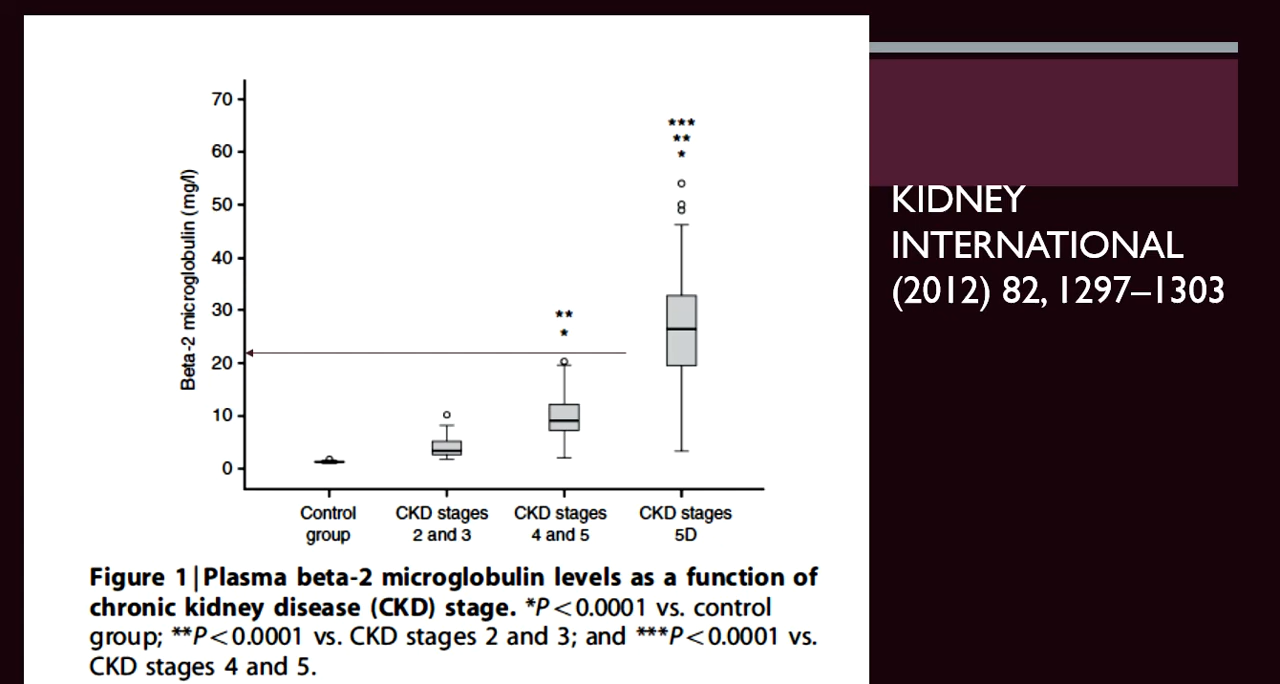 70
60
50
40
30
20
10
0
Beta-2 microglobulin (mg/l)
**
*
***
**
*
Control
group
CKD stages
2 and 3
CKD stages
4 and 5
CKD stages
5D
Figure 1|Plasma beta-2 microglobulin levels as a function of
chronic kidney disease (CKD) stage. *P<0.0001 vs. control
group; **P<0.0001 vs. CKD stages 2 and 3; and ***P<0.0001 vs.
CKD stages 4 and 5.
KIDNEY
INTERNATIONAL
(2012) 82, 1297–1303